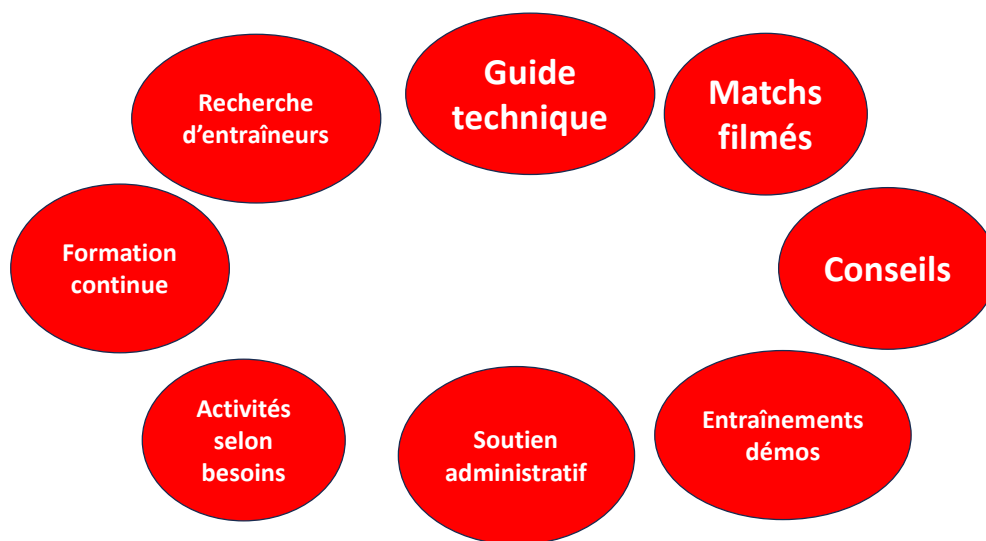 Guide
technique
Matchs
filmés
Recherche
d’entraîneurs
Formation
continue
Conseils
Activités
selon
besoins
Soutien
administratif
Entraînements
démos